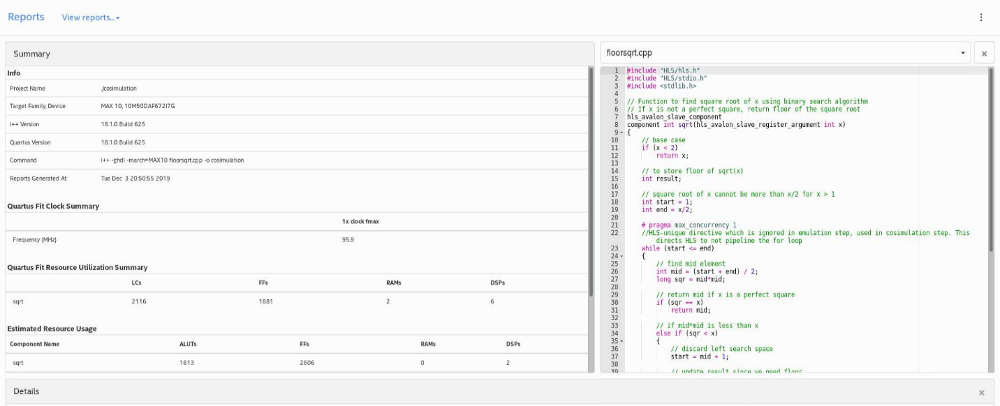 Reports View reports...
Summary
Info
Project Name ./cosimulation
Target Family, Device MAX 10, 10M50DAF672I7G
i++ Version 18.1.0 Build 625
Quartus Version 18.1.0 Build 625
Command i++ -ghdl -march=MAX10 floorsqrt.cpp -o cosimulation
Reports Generated At Tue Dec 3 20:50:55 2019
Quartus Fit Clock Summary
1x clock fmax
Frequency (MHz) 95.9
Quartus Fit Resource Utilization Summary
LCs FFs RAMs DSPs
sqrt 2116 1881 2 6
Estimated Resource Usage
Component Name ALUTs FFs RAMs DSPs
sqrt 1613 2606 0 2
floorsqrt.cpp
1 #include "HLS/hls.h"
2 #include "HLS/stdio.h"
3 #include <stdlib.h>
4
5 // Function to find square root of x using binary search algorithm
6 // If x is not a perfect square, return floor of the square root
7 hls_avalon_slave_component
8 component int sqrt(hls_avalon_slave_register_argument int x)
9 {
10 // base case
11 if (x < 2)
12 return x;
13
14 // to store floor of sqrt(x)
15 int result;
16
17 // square root of x cannot be more than x/2 for x > 1
18 int start = 1;
19 int end = x/2;
20
21 # pragma max_concurrency 1
22 //HLS-unique directive which is ignored in emulation step, used in cosimulation step. This
directs HLS to not pipeline the for loop
23 while (start <= end)
24 {
25 // find mid element
26 int mid = (start + end) / 2;
27 long sqr = mid*mid;
28
29 // return mid if x is a perfect square
30 if (sqr == x)
31 return mid;
32
33 // if mid*mid is less than x
34 else if (sqr < x)
35 {
36 // discard left search space
37 start = mid + 1;
38
39 // update result since we need floor
Details